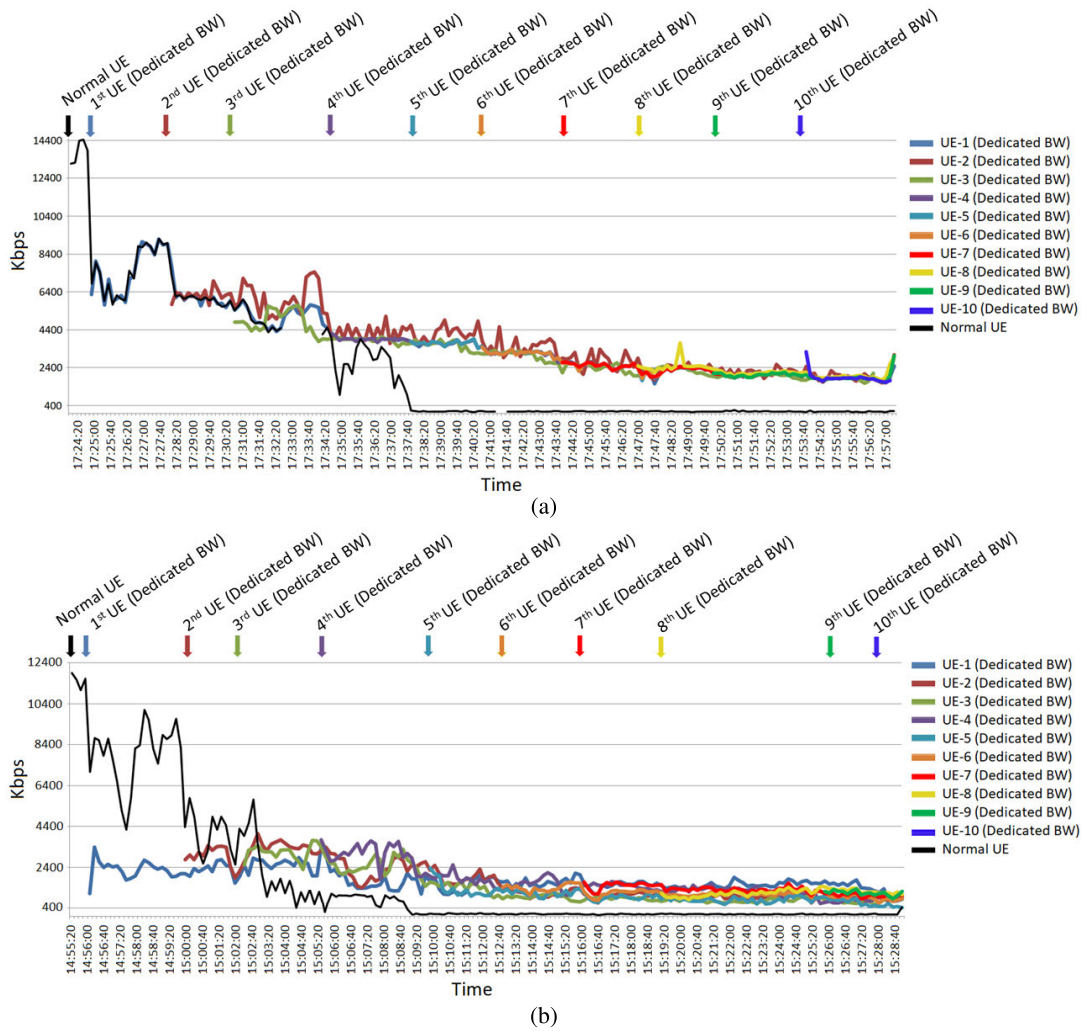 Normal UE
1st UE (Dedicated BW)
2nd UE (Dedicated BW)
3rd UE (Dedicated BW)
4th UE (Dedicated BW)
5th UE (Dedicated BW)
6th UE (Dedicated BW)
7th UE (Dedicated BW)
8th UE (Dedicated BW)
9th UE (Dedicated BW)
10th UE (Dedicated BW)
14400
12400
10400
8400
6400
4400
2400
400
Kbps
17:24:20
17:25:00
17:25:40
17:26:20
17:27:00
17:27:40
17:28:20
17:29:00
17:29:40
17:30:20
17:31:00
17:31:40
17:32:20
17:33:00
17:33:40
17:34:20
17:35:00
17:35:40
17:36:20
17:37:00
17:37:40
17:38:20
17:39:00
17:39:40
17:40:20
17:41:00
17:41:40
17:42:20
17:43:00
17:43:40
17:44:20
17:45:00
17:45:40
17:46:20
17:47:00
17:47:40
17:48:20
17:49:00
17:49:40
17:50:20
17:51:00
17:51:40
17:52:20
17:53:00
17:53:40
17:54:20
17:55:00
17:55:40
17:56:20
17:57:00
Time
UE-1 (Dedicated BW)
UE-2 (Dedicated BW)
UE-3 (Dedicated BW)
UE-4 (Dedicated BW)
UE-5 (Dedicated BW)
UE-6 (Dedicated BW)
UE-7 (Dedicated BW)
UE-8 (Dedicated BW)
UE-9 (Dedicated BW)
UE-10 (Dedicated BW)
Normal UE
(a)
Normal UE
1st UE (Dedicated BW)
2nd UE (Dedicated BW)
3rd UE (Dedicated BW)
4th UE (Dedicated BW)
5th UE (Dedicated BW)
6th UE (Dedicated BW)
7th UE (Dedicated BW)
8th UE (Dedicated BW)
9th UE (Dedicated BW)
10th UE (Dedicated BW)
12400
10400
8400
6400
4400
2400
400
Kbps
14:55:20
14:56:00
14:56:40
14:57:20
14:58:00
14:58:40
14:59:20
15:00:00
15:00:40
15:01:20
15:02:00
15:02:40
15:03:20
15:04:00
15:04:40
15:05:20
15:06:00
15:06:40
15:07:20
15:08:00
15:08:40
15:09:20
15:10:00
15:10:40
15:11:20
15:12:00
15:12:40
15:13:20
15:14:00
15:14:40
15:15:20
15:16:00
15:16:40
15:17:20
15:18:00
15:18:40
15:19:20
15:20:00
15:20:40
15:21:20
15:22:00
15:22:40
15:23:20
15:24:00
15:24:40
15:25:20
15:26:00
15:26:40
15:27:20
15:28:00
15:28:40
Time
UE-1 (Dedicated BW)
UE-2 (Dedicated BW)
UE-3 (Dedicated BW)
UE-4 (Dedicated BW)
UE-5 (Dedicated BW)
UE-6 (Dedicated BW)
UE-7 (Dedicated BW)
UE-8 (Dedicated BW)
UE-9 (Dedicated BW)
UE-10 (Dedicated BW)
Normal UE
(b)